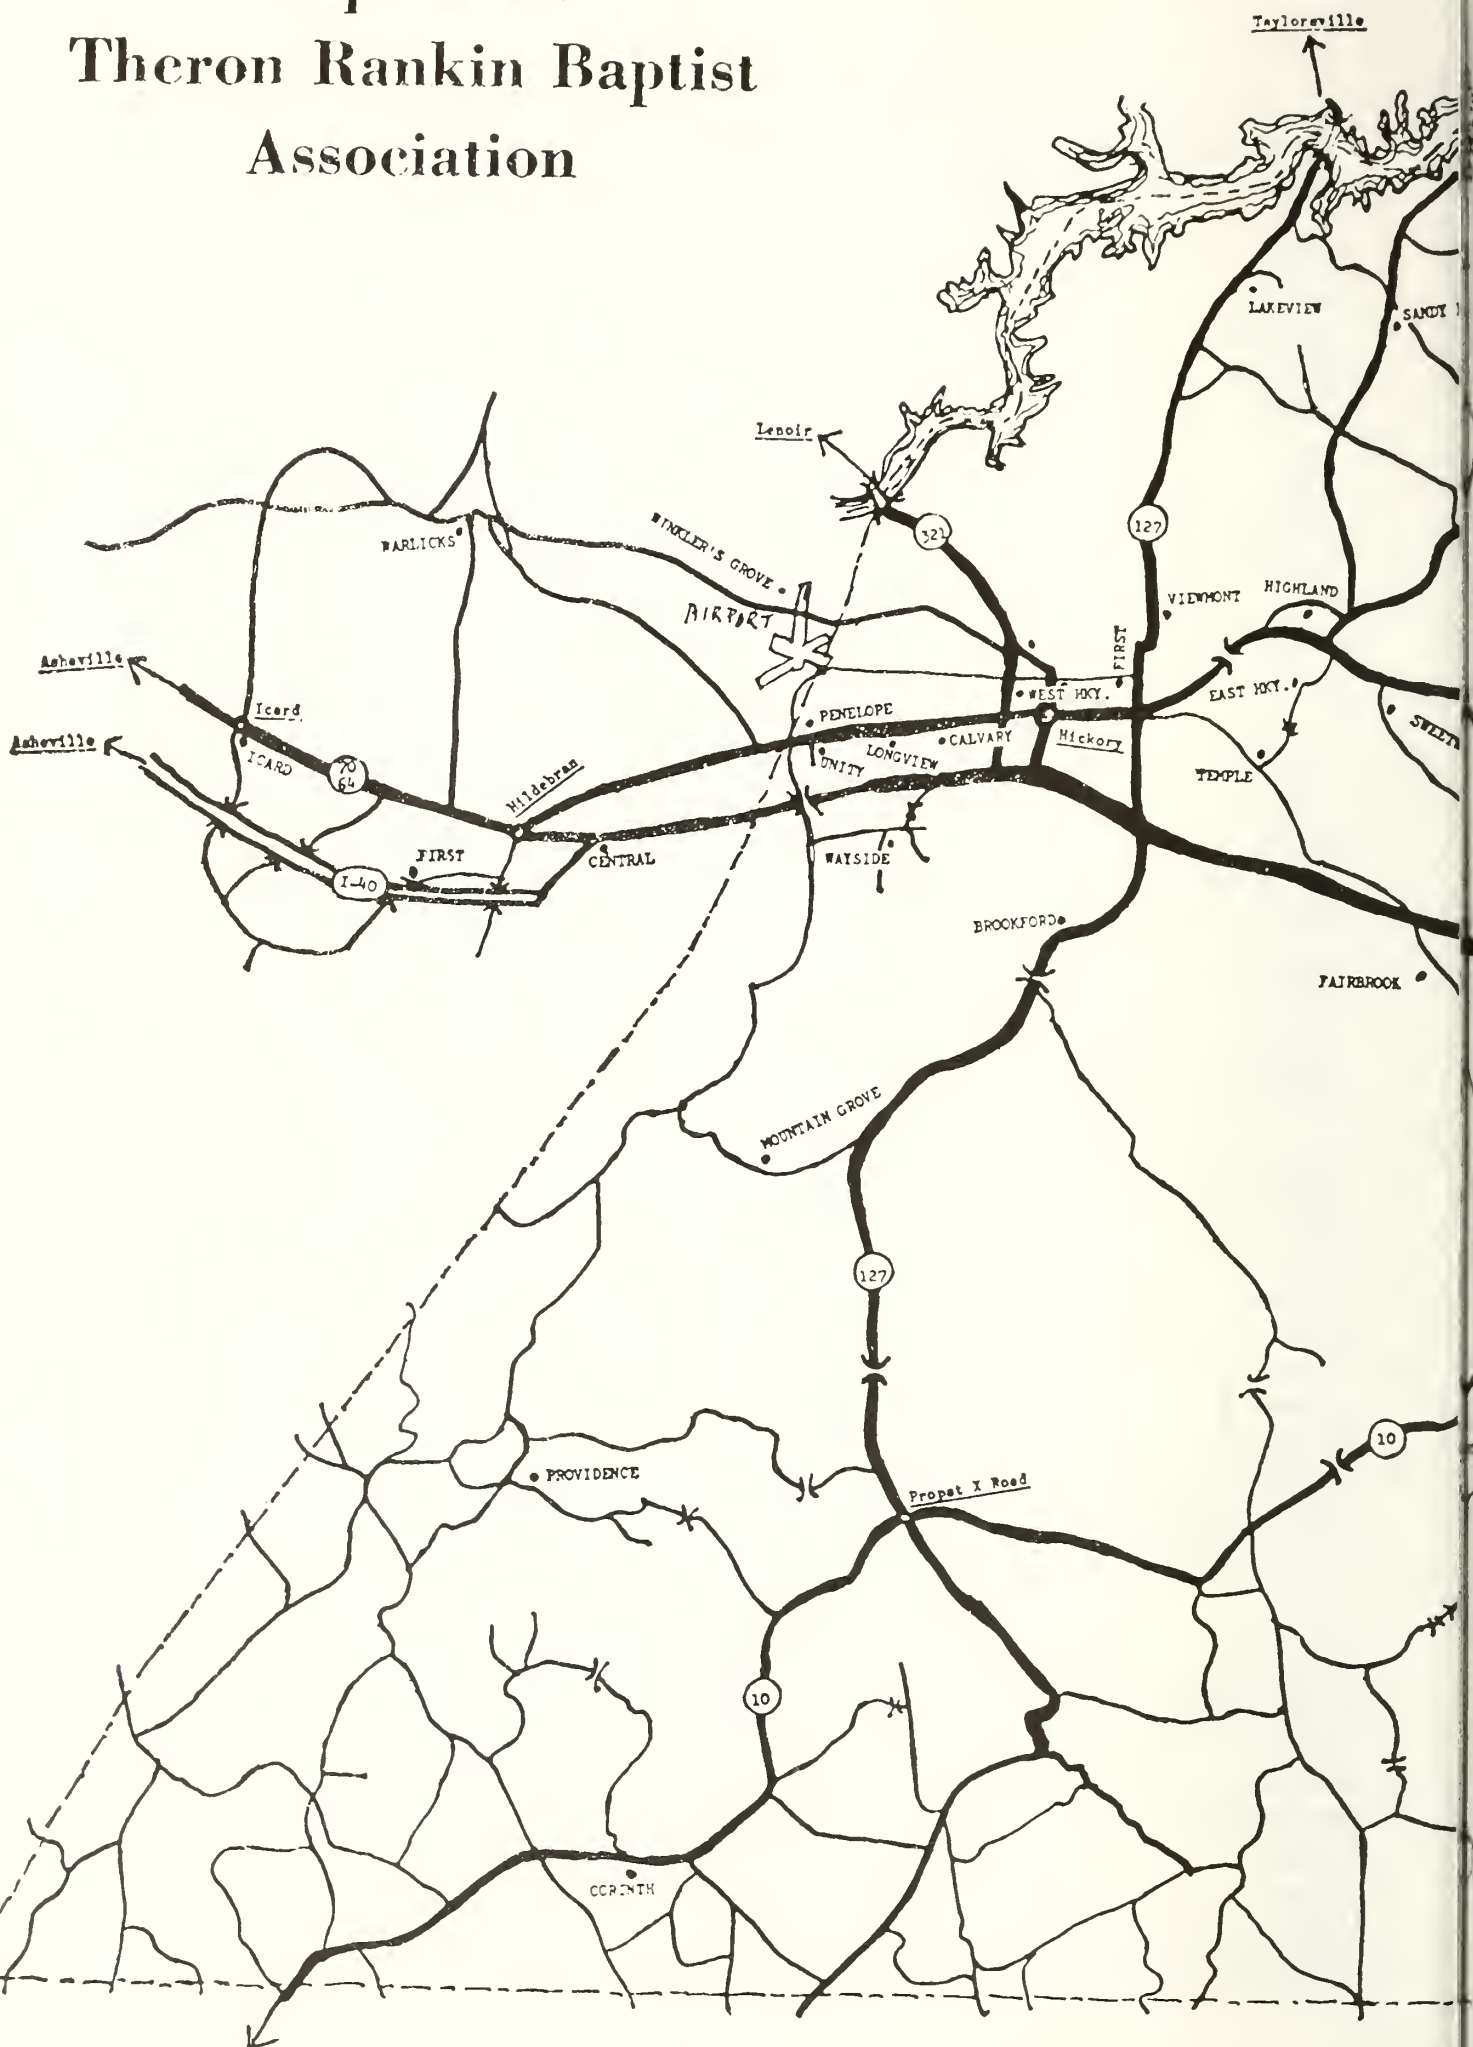 Theron Rankin Baptist
Association
Taylorsville
LAKEVIEW
SANDY
Lenoir
321
127
WARLICKS
WINKLER'S GROVE
AIRPORT
VIEWMONT
HIGHLAND
FIRST
Asheville
Icard
WEST HKY.
EAST HKY.
PENELOPE
Asheville
ICARD
70
64
CALVARY
Hickory
SWEET
LONGVIEW
UNITY
TEMPLE
Hildebran
FIRST
CENTRAL
WAYSIDE
I-40
BROOKFORD
FAIRBROOK
MOUNTAIN GROVE
127
10
PROVIDENCE
Propst X Road
10
CORINTH